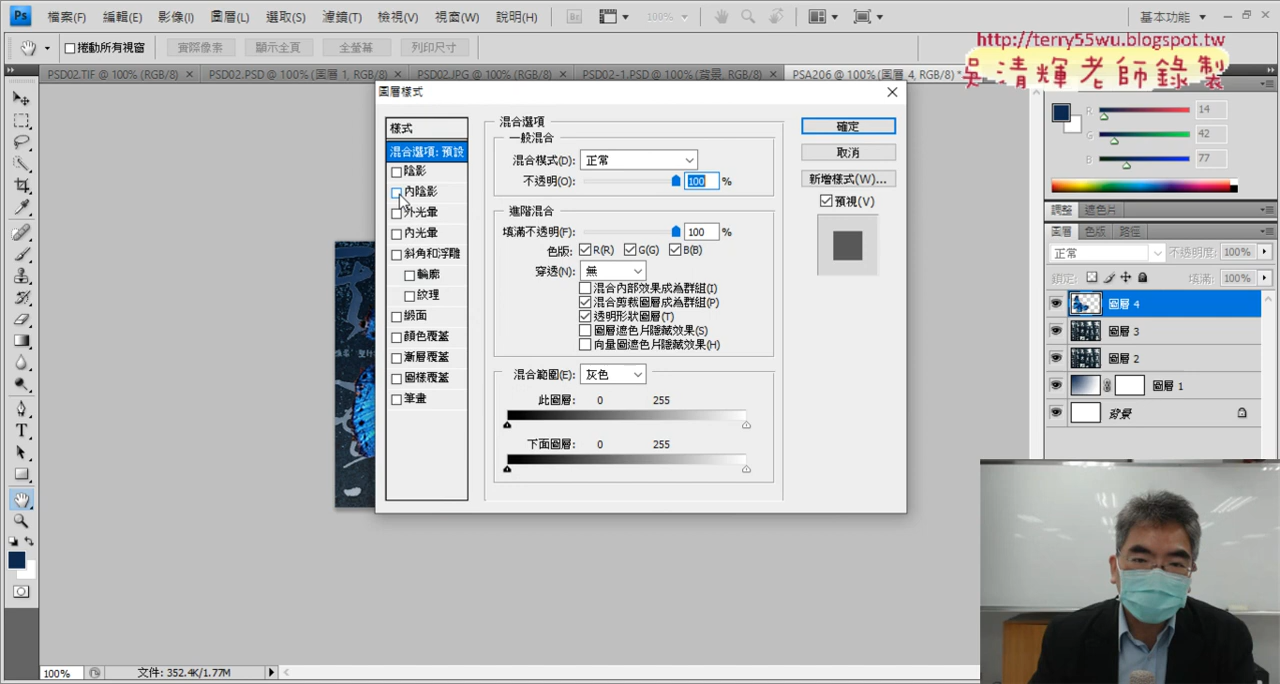 Ps 檔案(F) 編輯(E) 影像(I) 圖層(L) 選取(S) 濾鏡(T) 檢視(V) 視窗(W) 說明(H) Br 100% 基本功能
http://terry55wu.blogspot.tw
捲動所有視窗 實際像素 顯示全頁 全螢幕 列印尺寸
吳清輝老師錄製
PSD02.TIF @ 100% (RGB/8) × PSD02.PSD @ 100% (圖層 1, RGB/8) × PSD02.JPG @ 100% (RGB/8) × PSD02-1.PSD @ 100% (背景, RGB/8) × PSA206 @ 100% (圖層 4, RGB/8) *
圖層樣式
樣式
混合選項: 預設
陰影
內陰影
外光暈
內光暈
斜角和浮雕
輪廓
紋理
緞面
顏色覆蓋
漸層覆蓋
圖樣覆蓋
筆畫
混合選項
一般混合
混合模式(D): 正常
不透明(O): 100 %
進階混合
填滿不透明(F): 100 %
色版: R(R) G(G) B(B)
穿透(N): 無
混合內部效果成為群組(I)
混合剪裁圖層成為群組(P)
透明形狀圖層(T)
圖層遮色片隱藏效果(S)
向量圖遮色片隱藏效果(H)
混合範圍(E): 灰色
此圖層: 0 255
下面圖層: 0 255
確定
取消
新增樣式(W)...
預視(V)
R 14
G 42
B 77
調整 遮色片
圖層 色版 路徑
正常 不透明度: 100%
鎖定: 填滿: 100%
圖層 4
圖層 3
圖層 2
圖層 1
背景
T
100% 文件: 352.4K/1.77M